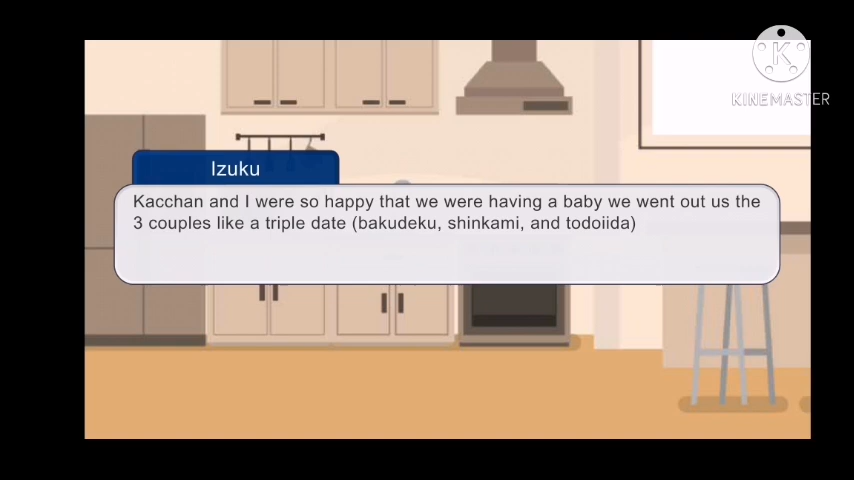 KINEMASTER
Izuku
Kacchan and I were so happy that we were having a baby we went out us the
3 couples like a triple date (bakudeku, shinkami, and todoiida)